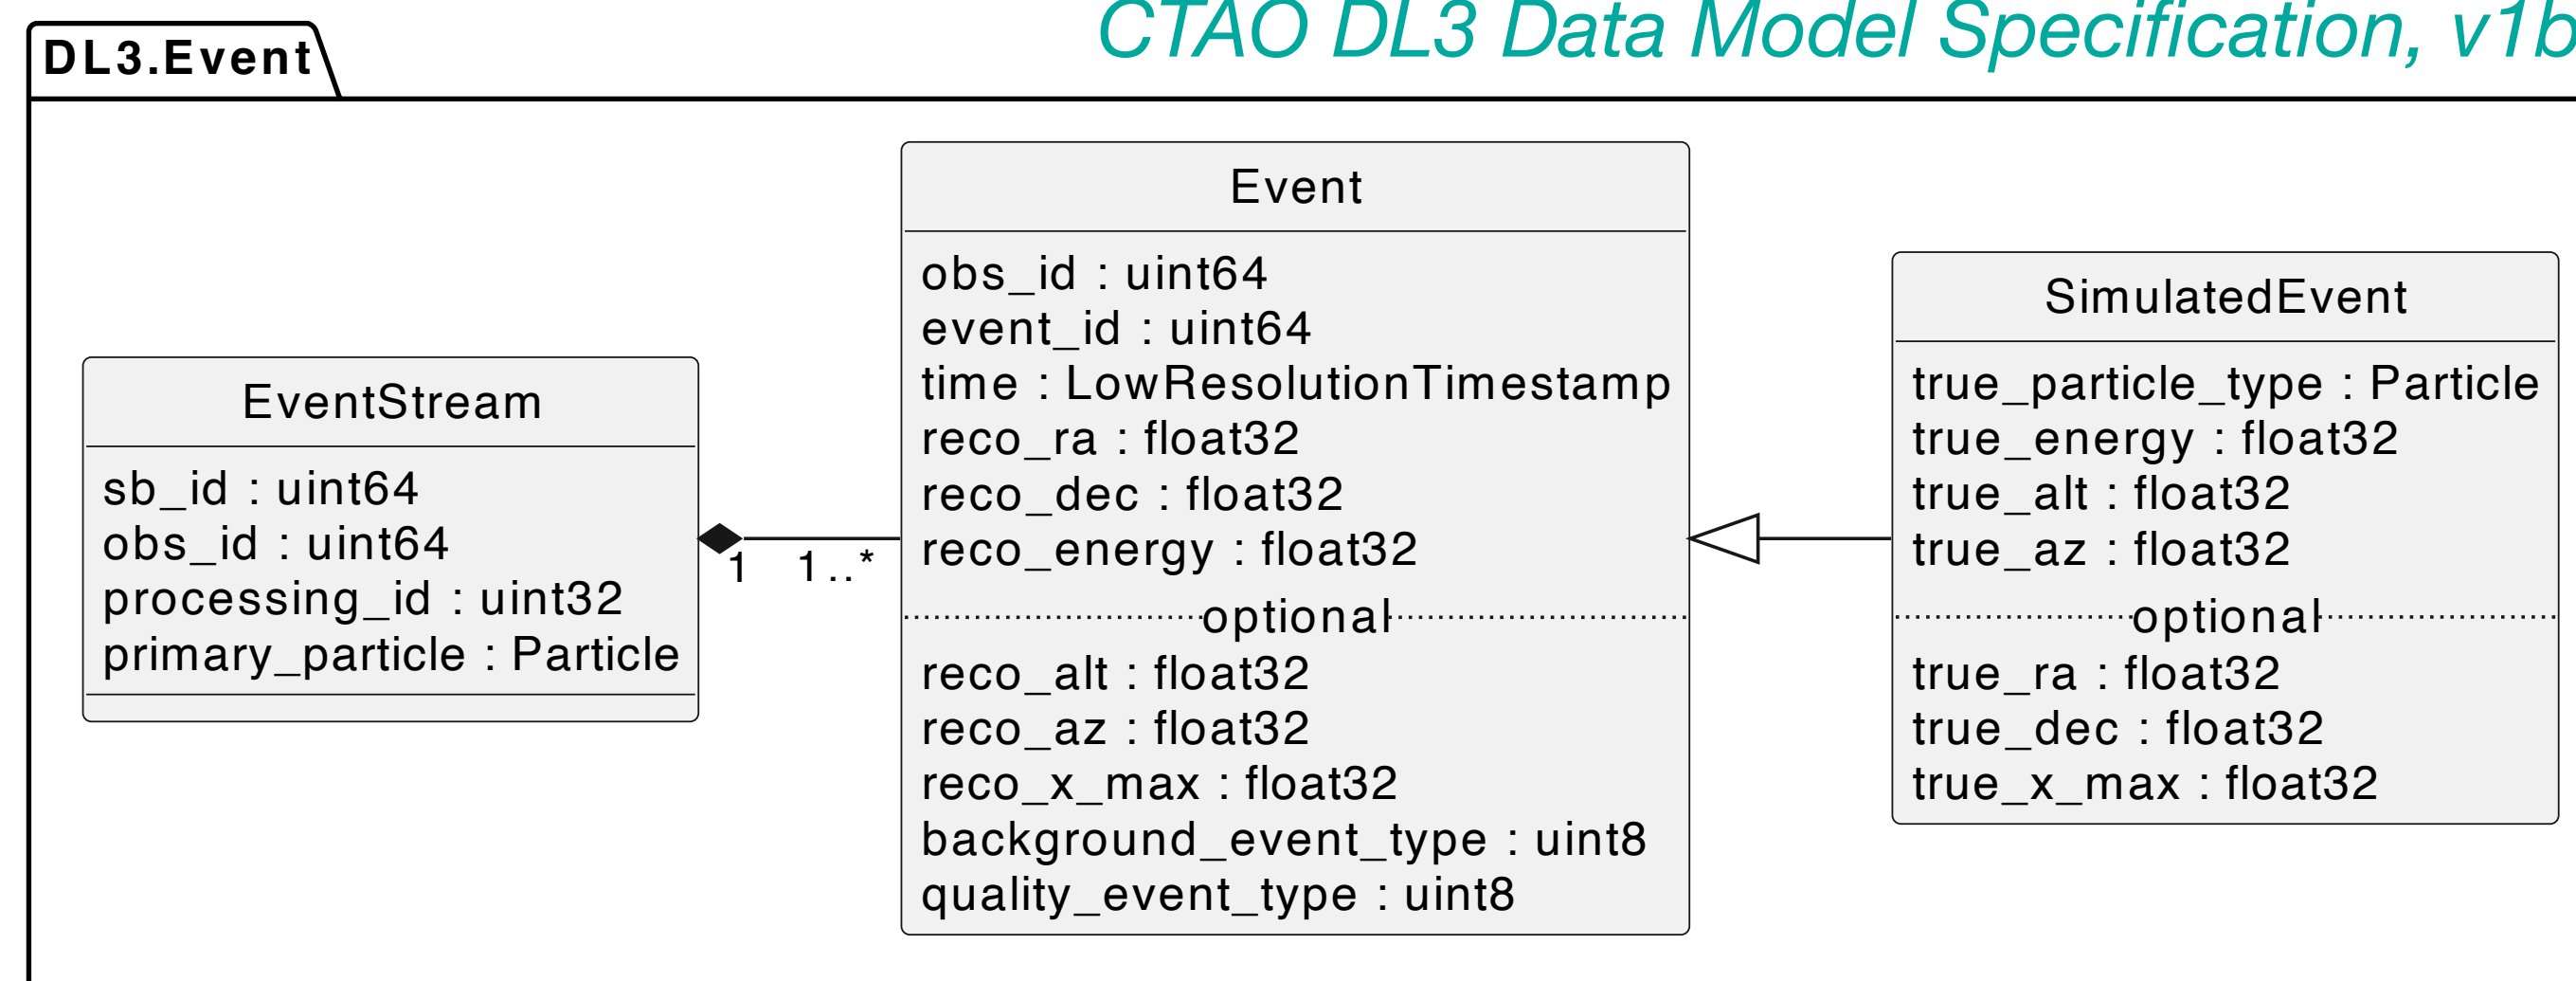 CTAO DL3 Data Model Specification, v1b
DL3.Event
EventStream
sb_id : uint64
obs_id : uint64
processing_id : uint32
primary_particle : Particle
1
1..*
Event
obs_id : uint64
event_id : uint64
time : LowResolutionTimestamp
reco_ra : float32
reco_dec : float32
reco_energy : float32
optional
reco_alt : float32
reco_az : float32
reco_x_max : float32
background_event_type : uint8
quality_event_type : uint8
SimulatedEvent
true_particle_type : Particle
true_energy : float32
true_alt : float32
true_az : float32
optional
true_ra : float32
true_dec : float32
true_x_max : float32